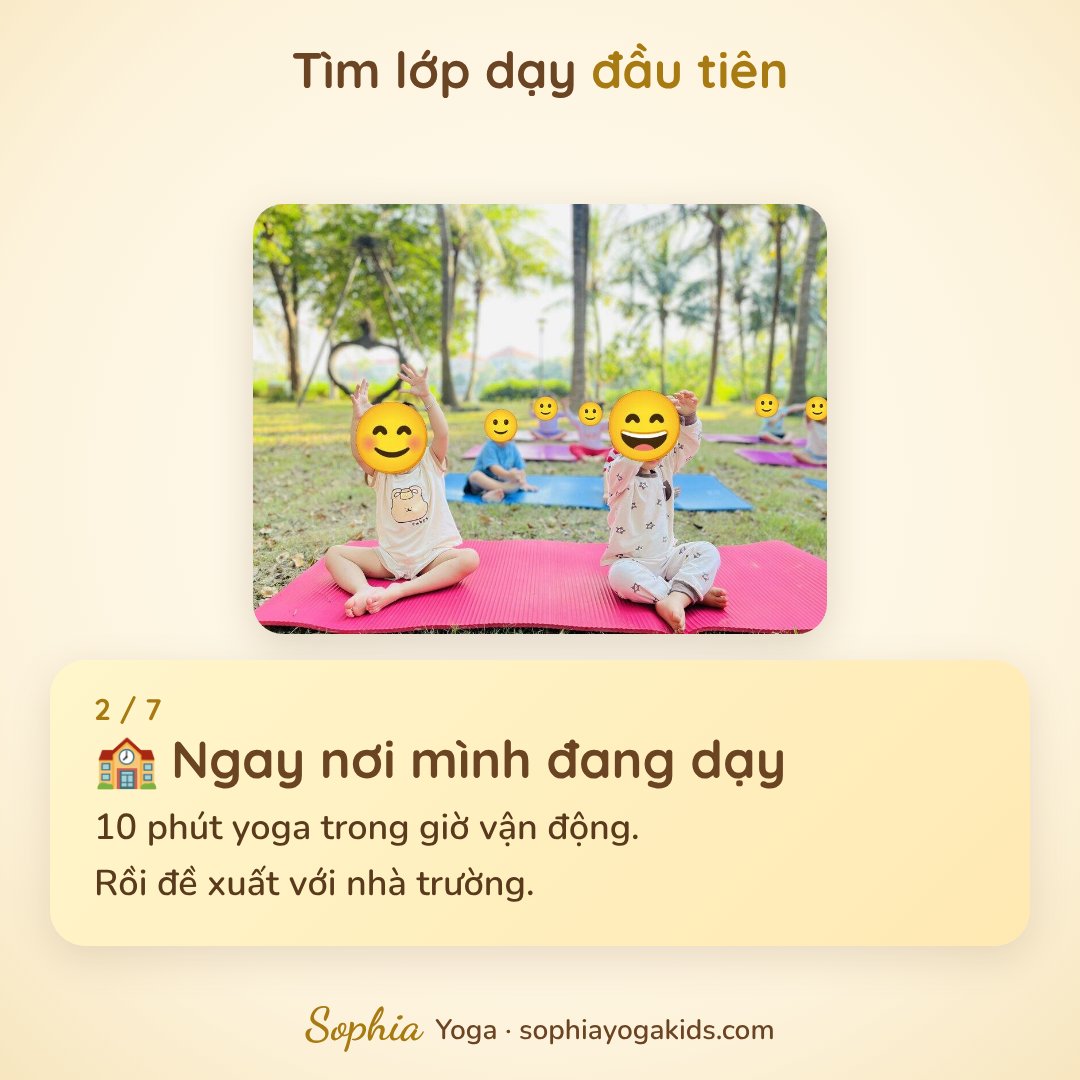 Tìm lớp dạy đầu tiên
2 / 7
🏫 Ngay nơi mình đang dạy
10 phút yoga trong giờ vận động.
Rồi đề xuất với nhà trường.
Sophia Yoga · sophiayogakids.com